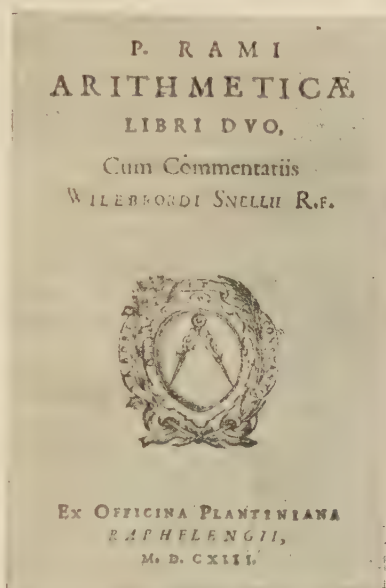 P. RAMI
ARITHMETICÆ
LIBRI DVO,
Cum Commentariis
WILEBRORDI SNELLII R.F.
EX OFFICINA PLANTINIANA
RAPHELENGII,
M. D. CXIII.